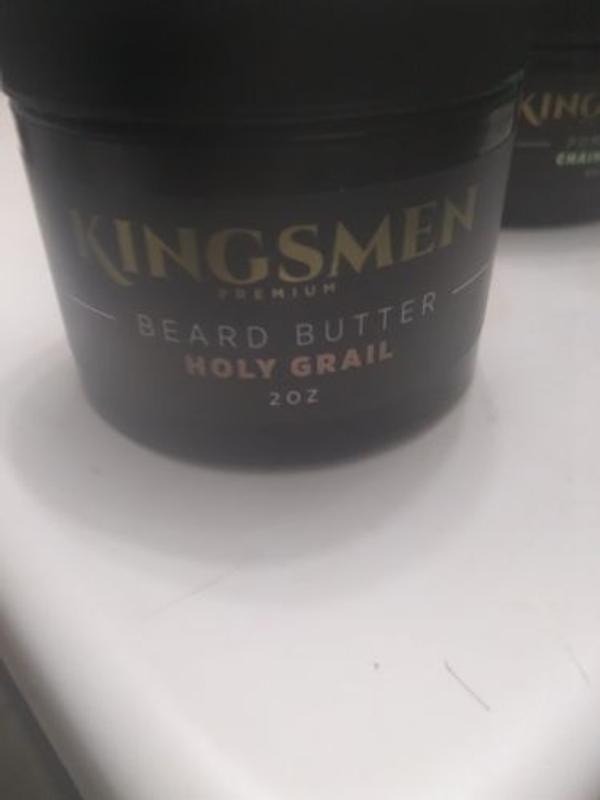 KINGSMEN
PREMIUM
BEARD BUTTER
HOLY GRAIL
2OZ